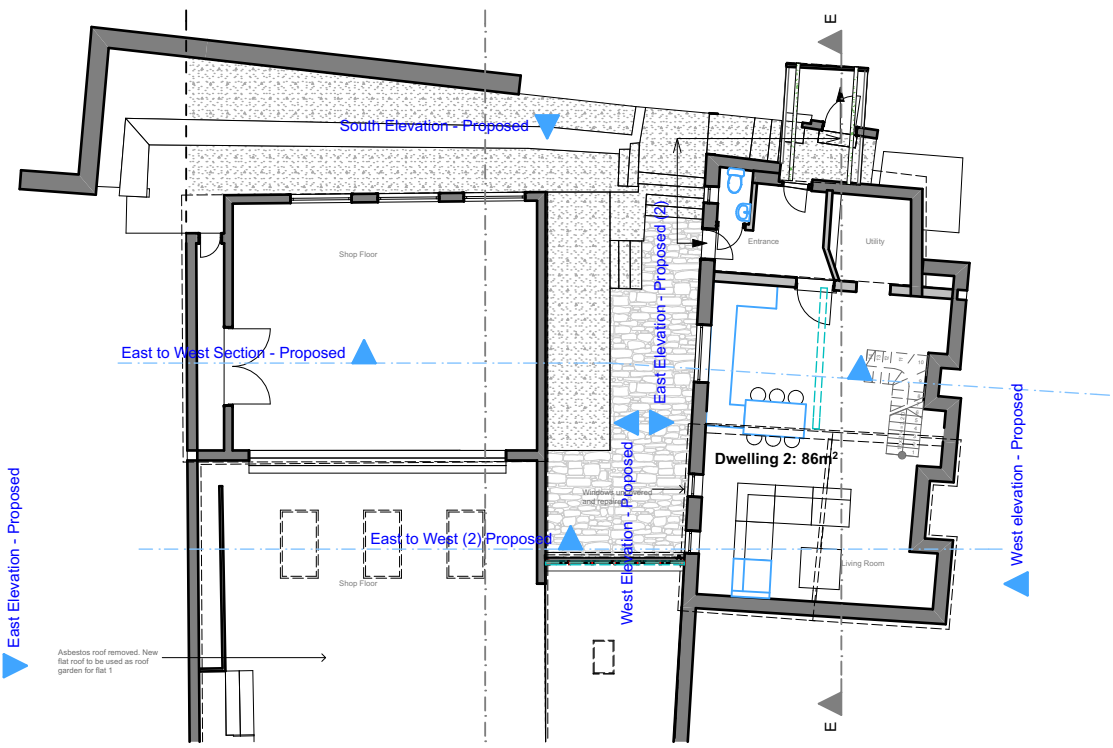 E
South Elevation - Proposed
East Elevation - Proposed (2)
Entrance
Utility
Shop Floor
East to West Section - Proposed
West elevation - Proposed
Dwelling 2: 86m²
East Elevation - Proposed
West Elevation - Proposed
Windows uncovered
and repaired
East to West (2) Proposed
Living Room
Shop Floor
Asbestos roof removed. New
flat roof to be used as roof
garden for flat 1
E